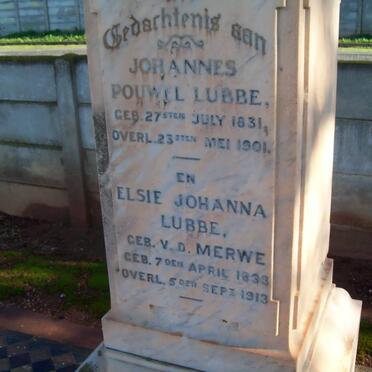 Gedachtenis aan
JOHANNES
POUWEL LUBBE,
GEB. 27STEN JULY 1831,
OVERL. 23STEN MEI 1901.
EN
ELSIE JOHANNA
LUBBE,
GEB. V. D. MERWE
GEB. 7DEN APRIL 1833
OVERL. 5DEN SEPT 1913